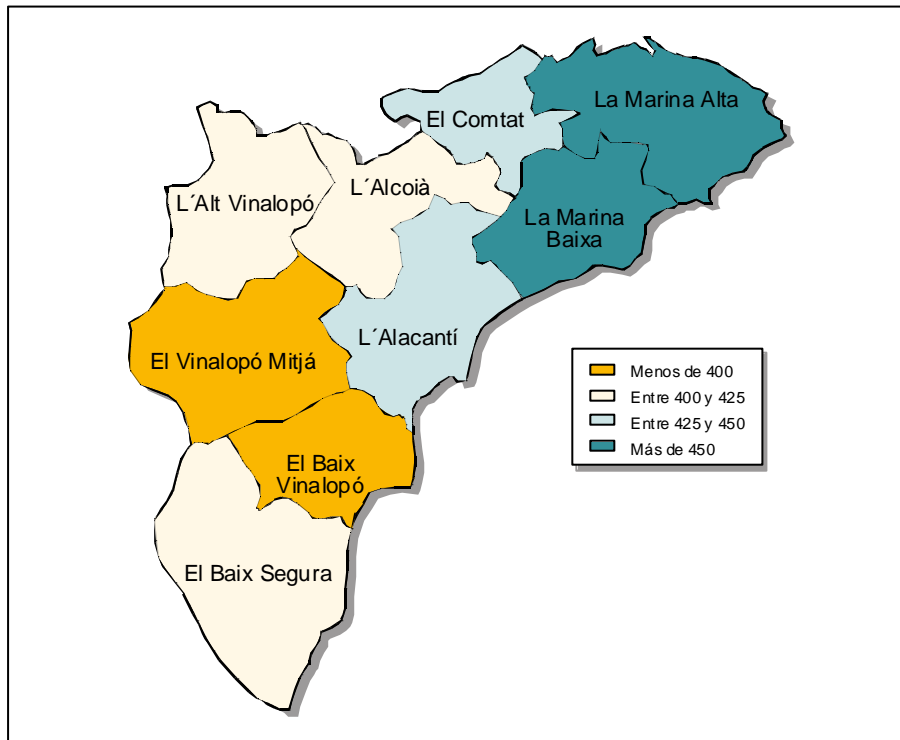 La Marina Alta
El Comtat
L´Alcoià
L´Alt Vinalopó
La Marina
Baixa
L´Alacantí
El Vinalopó Mitjá
El Baix
Vinalopó
El Baix Segura
Menos de 400
Entre 400 y 425
Entre 425 y 450
Más de 450